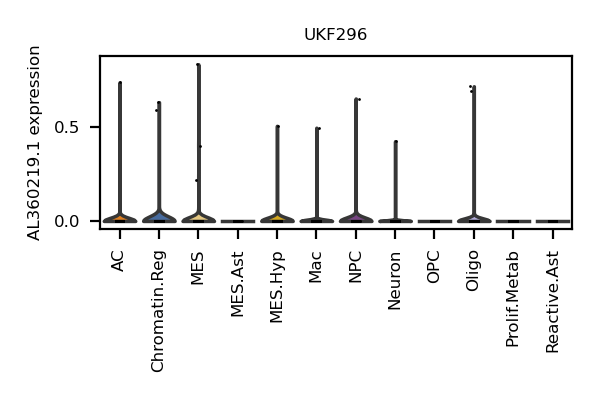 UKF296
AL360219.1 expression
0.5
0.0
AC
Chromatin.Reg
MES
MES.Ast
MES.Hyp
Mac
NPC
Neuron
OPC
Oligo
Prolif.Metab
Reactive.Ast